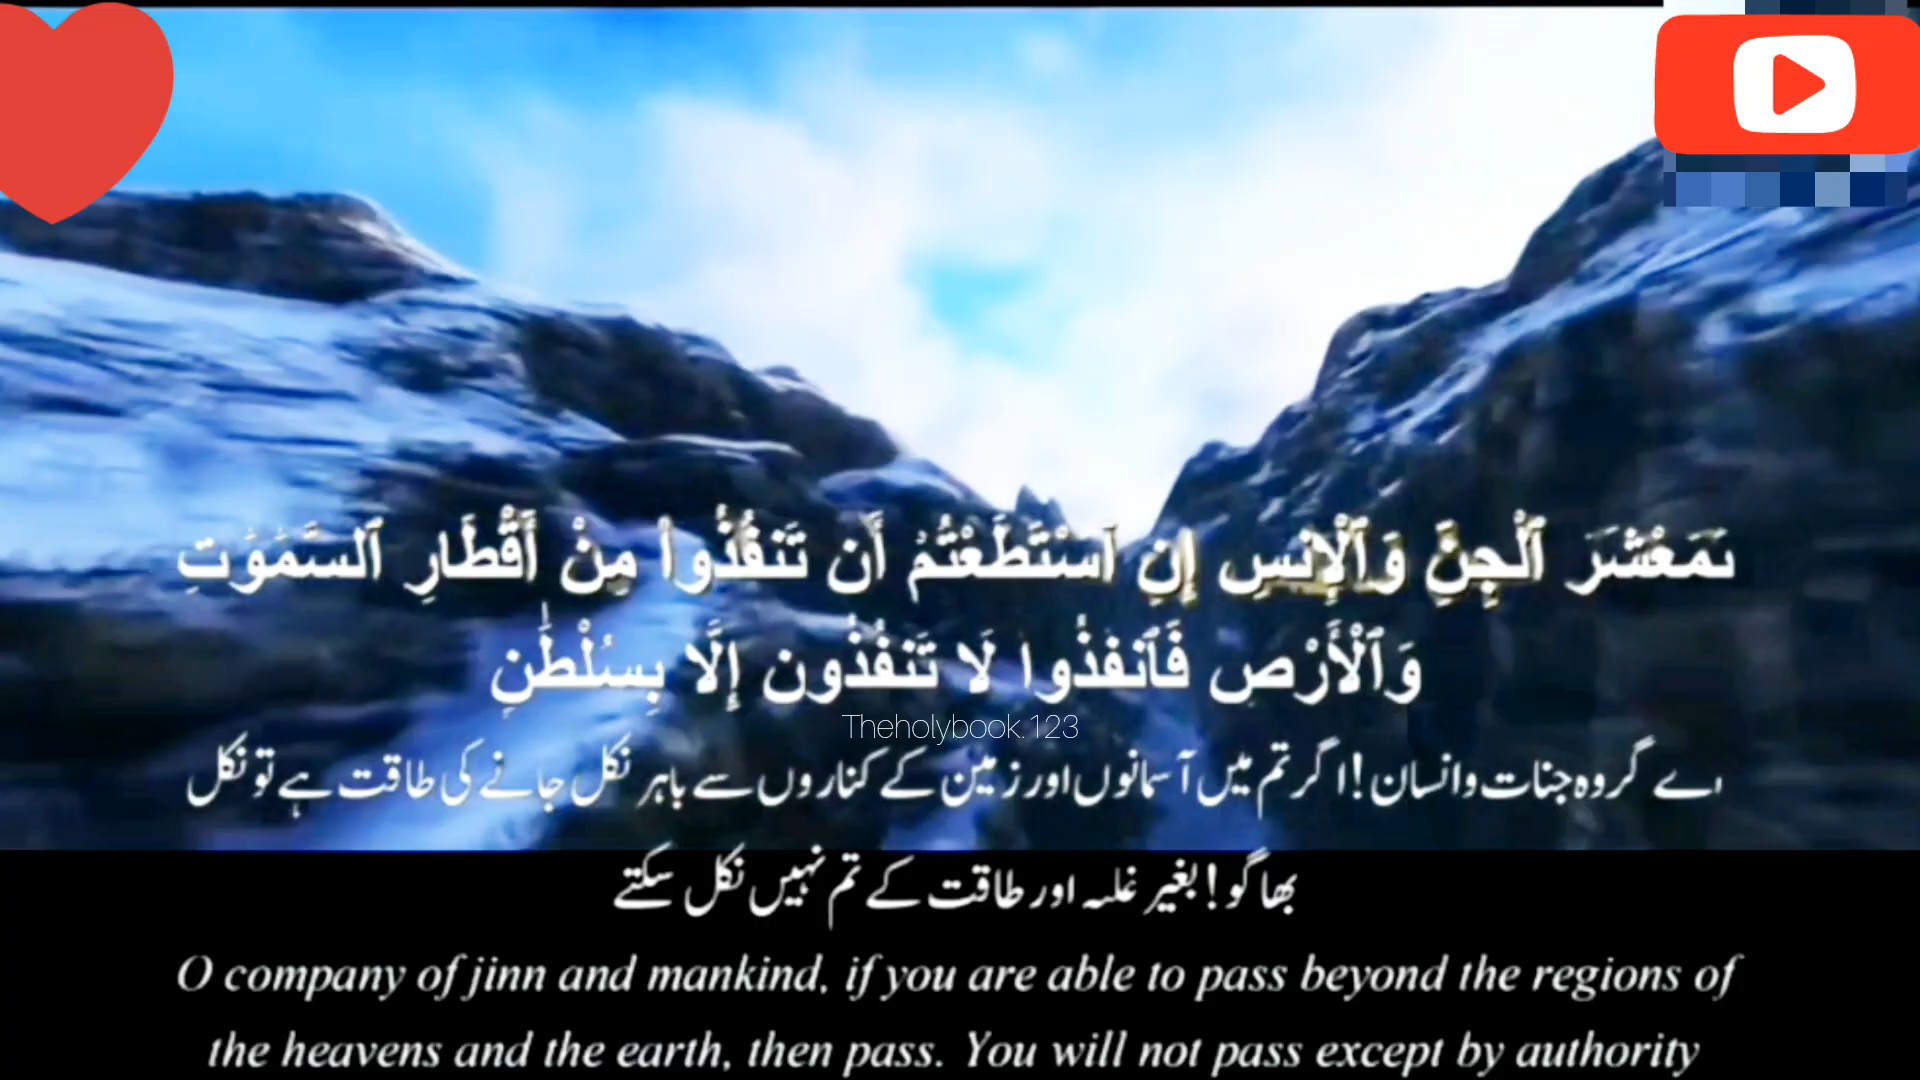 يَٰمَعْشَرَ ٱلْجِنِّ وَٱلْإِنسِ إِنِ ٱسْتَطَعْتُمْ أَن تَنفُذُوا۟ مِنْ أَقْطَارِ ٱلسَّمَٰوَٰتِ
وَٱلْأَرْضِ فَٱنفُذُوا لَا تَنفُذُون إِلَّا بِسُلْطَٰنٍ
Theholybook.123
اے گروہ جنات و انسان! اگر تم میں آسمانوں اور زمین کے کناروں سے باہر نکل جانے کی طاقت ہے تو نکل
بھاگو! بغیر غلبہ اور طاقت کے تم نہیں نکل سکتے
O company of jinn and mankind, if you are able to pass beyond the regions of
the heavens and the earth, then pass. You will not pass except by authority